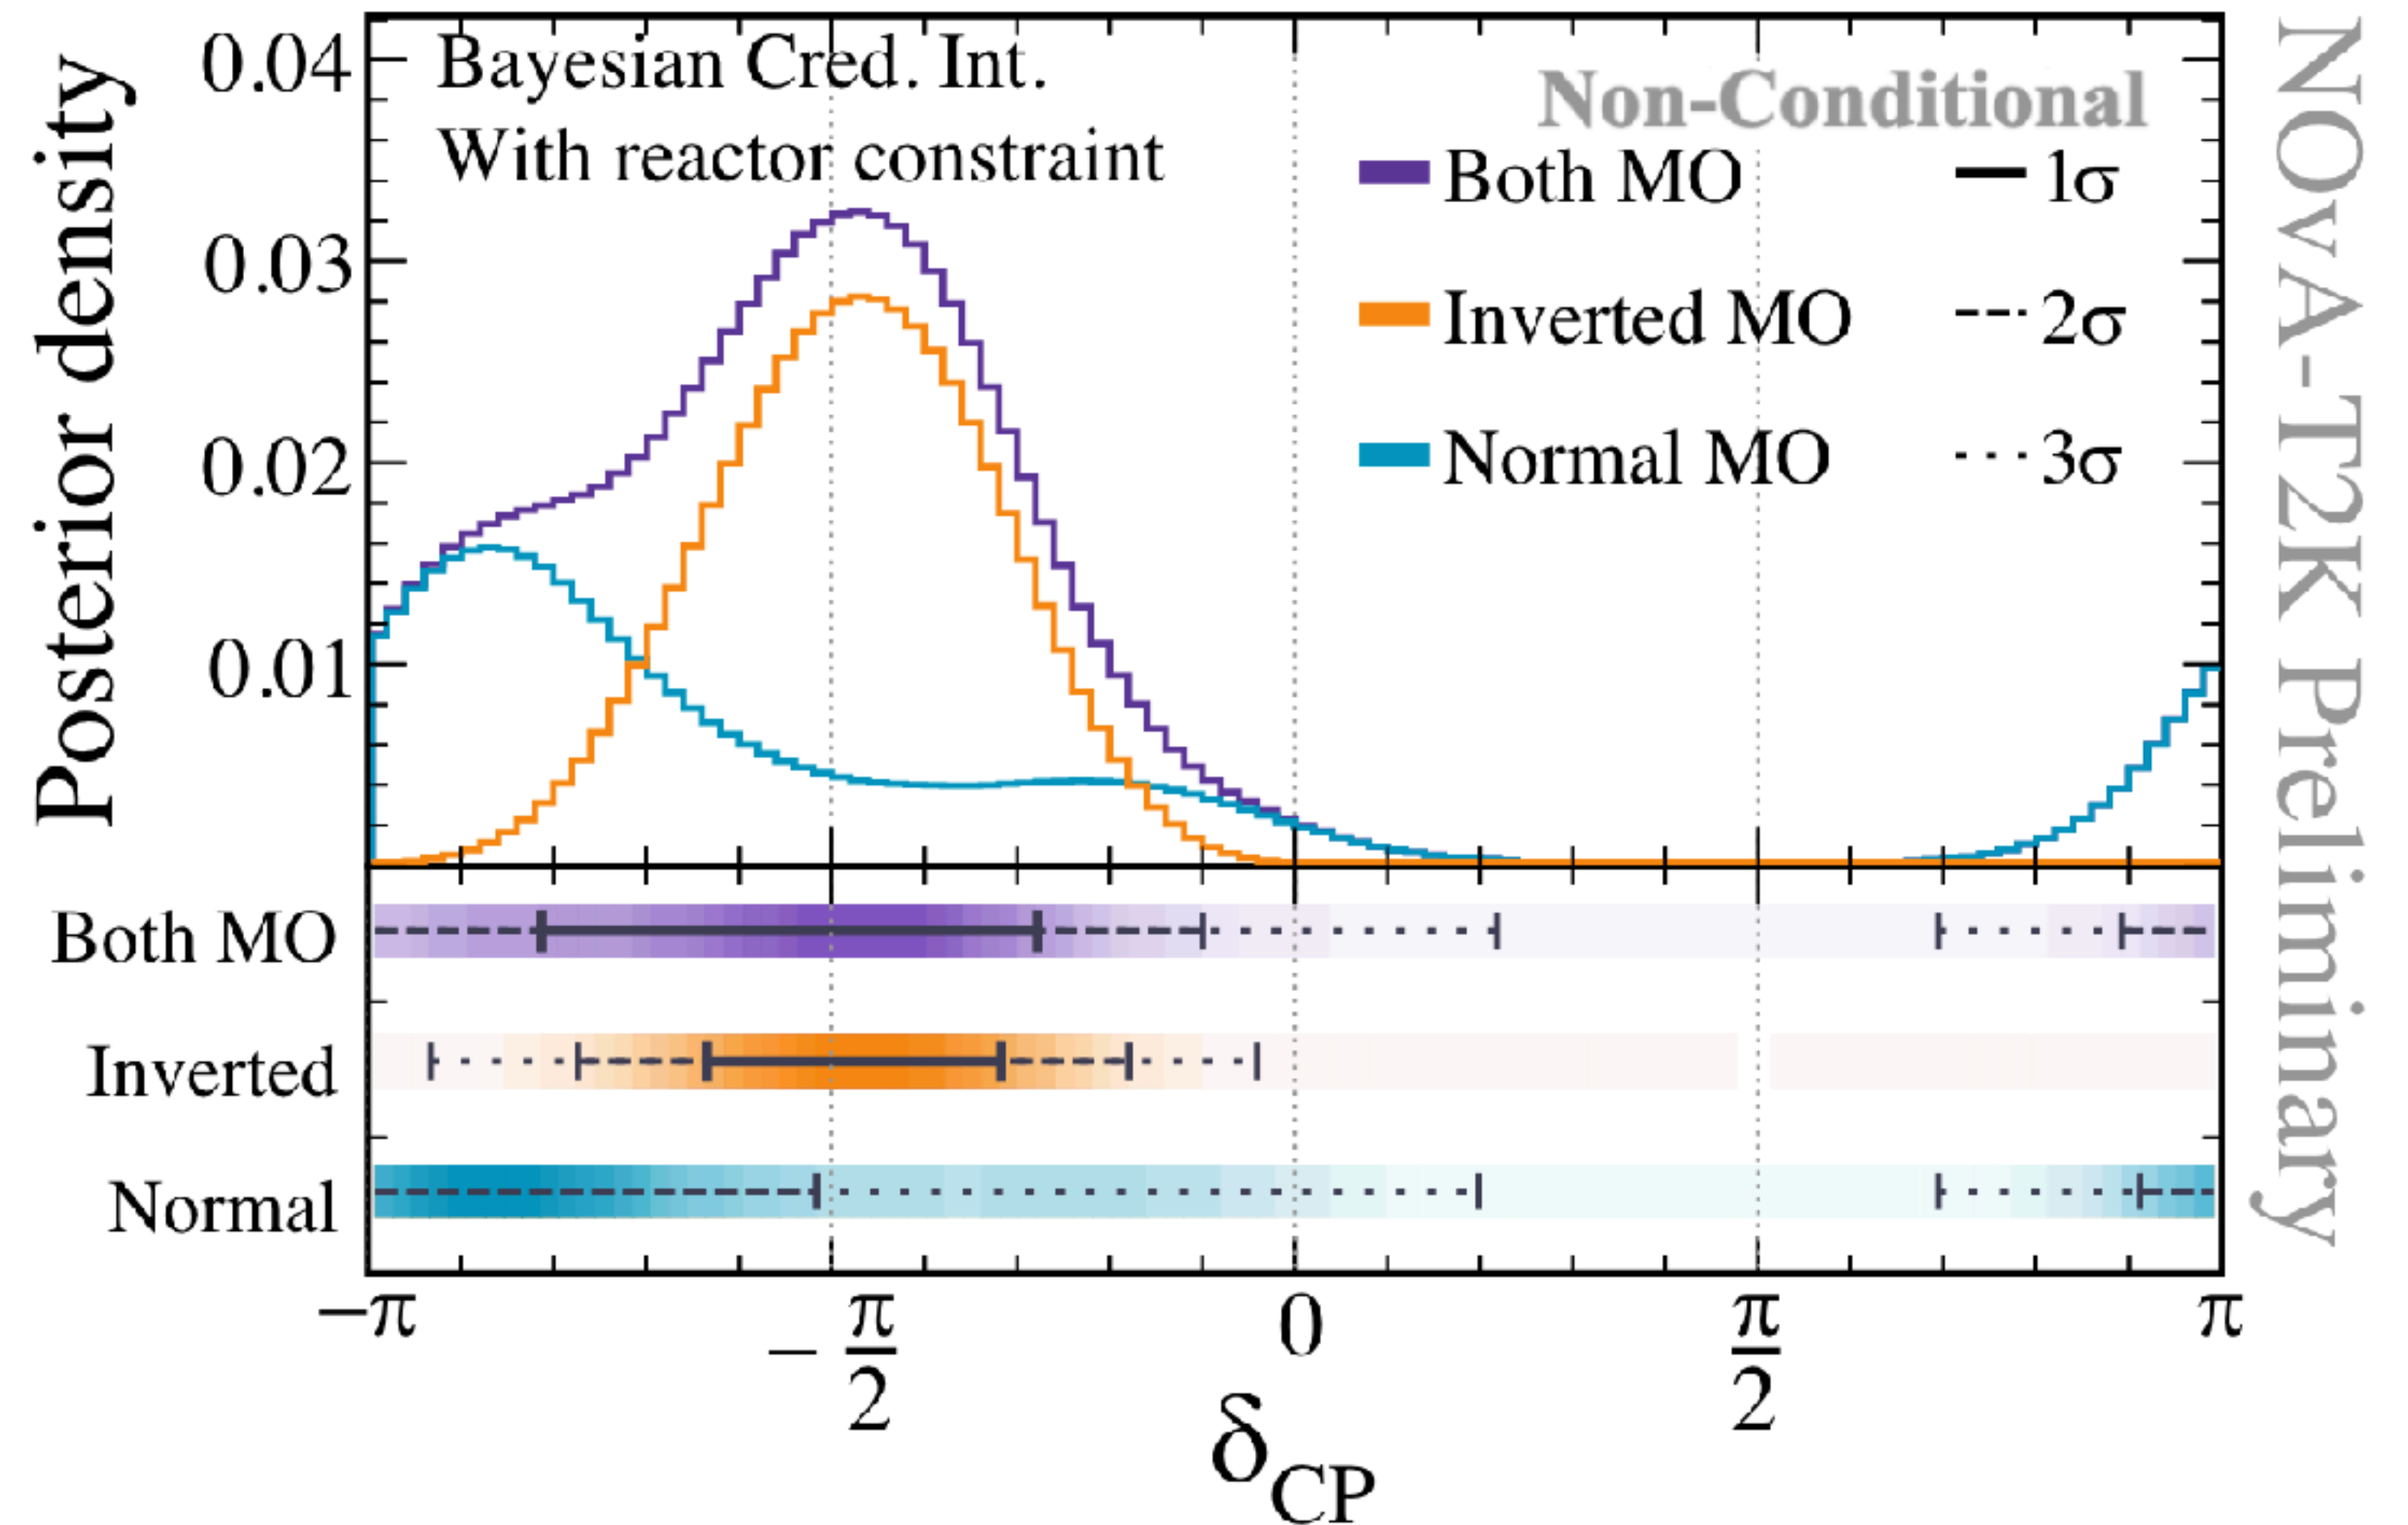 Posterior density
0.04
0.03
0.02
0.01
Bayesian Cred. Int.
With reactor constraint
Non-Conditional
Both MO
Inverted MO
Normal MO
1σ
2σ
3σ
Both MO
Inverted
Normal
−π
−π/2
0
π/2
π
δCP
NOvA-T2K Preliminary